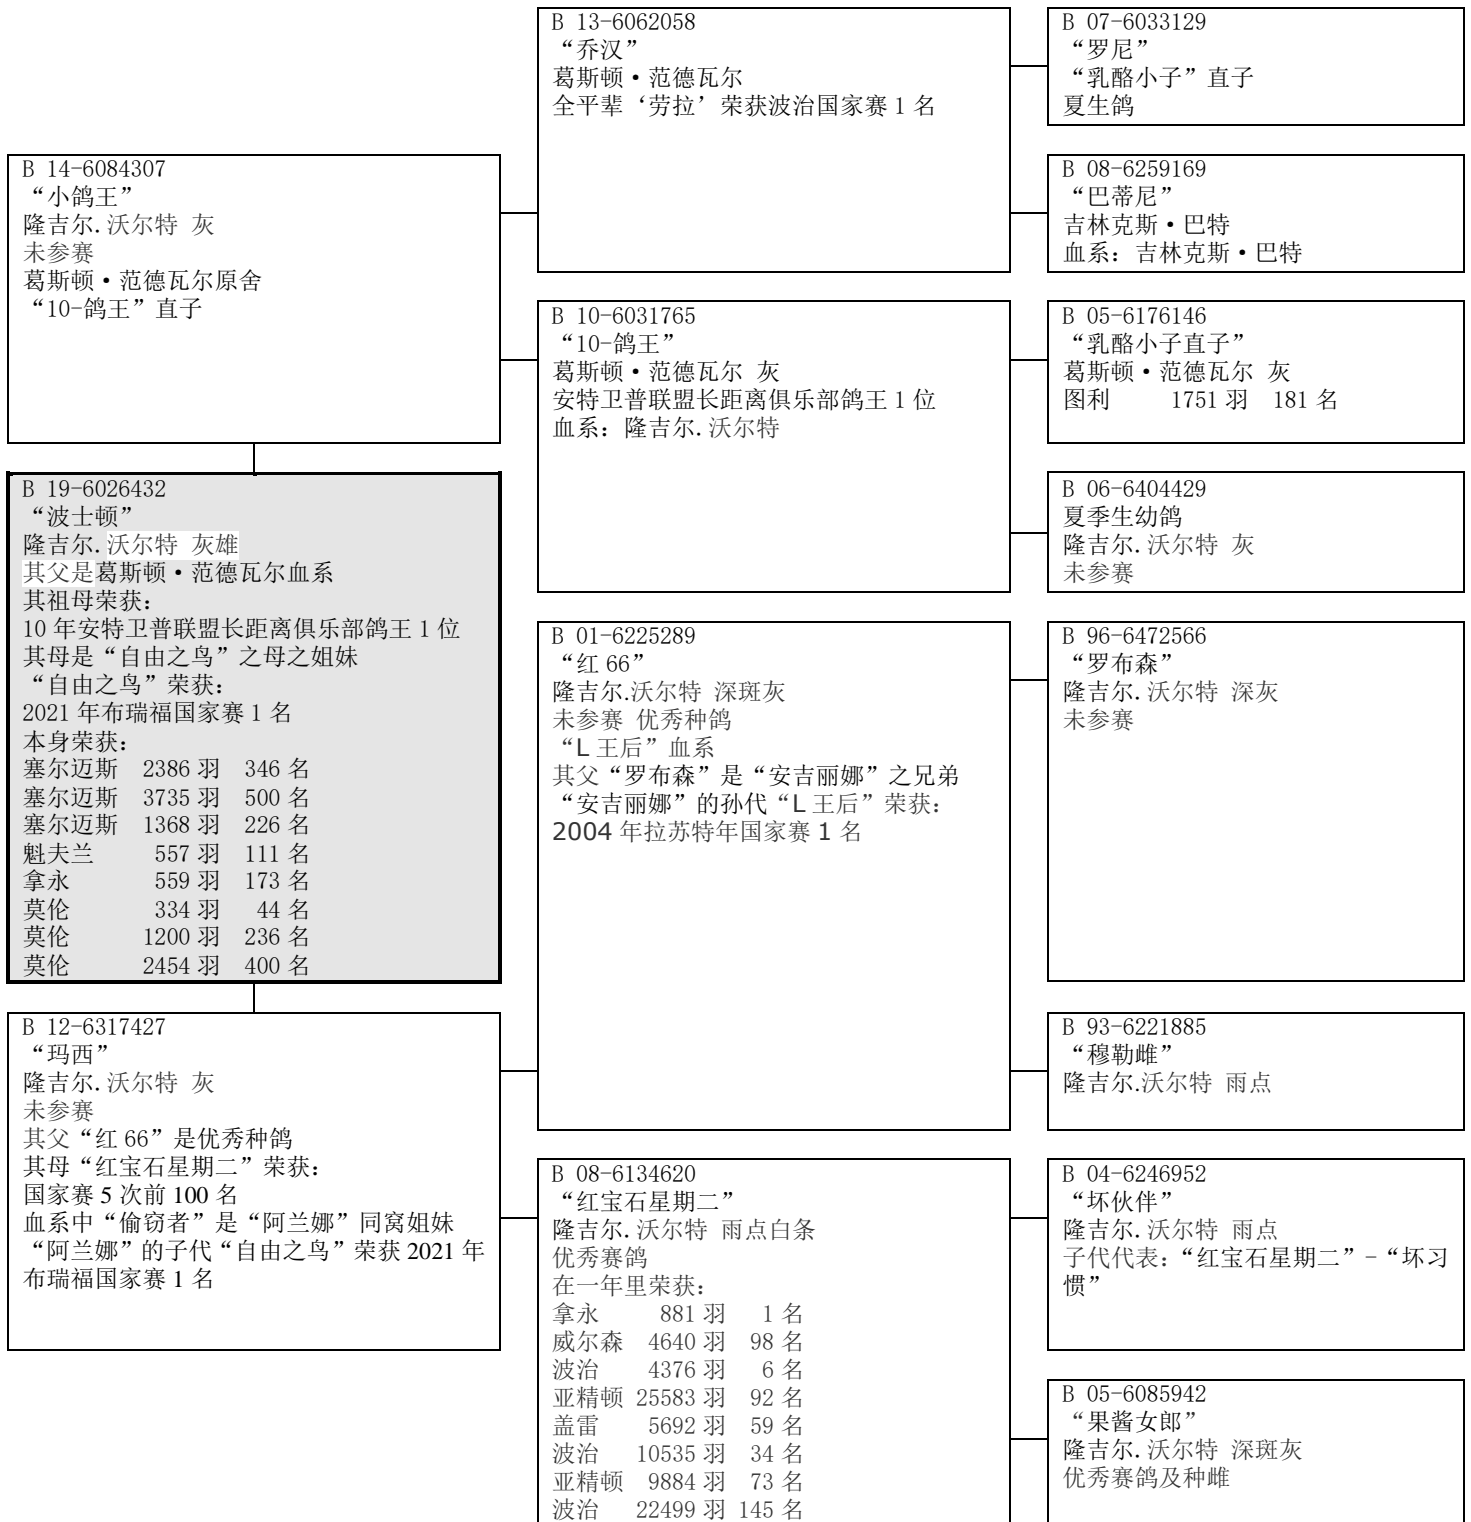 B 14-6084307
“小鸽王”
隆吉尔.沃尔特 灰
未参赛
葛斯顿•范德瓦尔原舍
“10-鸽王”直子
B 19-6026432
“波士顿”
隆吉尔.沃尔特 灰雄
其父是葛斯顿•范德瓦尔血系
其祖母荣获：
10 年安特卫普联盟长距离俱乐部鸽王 1 位
其母是“自由之鸟”之母之姐妹
“自由之鸟”荣获：
2021 年布瑞福国家赛 1 名
本身荣获：
塞尔迈斯 2386 羽 346 名
塞尔迈斯 3735 羽 500 名
塞尔迈斯 1368 羽 226 名
魁夫兰 557 羽 111 名
拿永 559 羽 173 名
莫伦 334 羽 44 名
莫伦 1200 羽 236 名
莫伦 2454 羽 400 名
B 12-6317427
“玛西”
隆吉尔.沃尔特 灰
未参赛
其父“红 66”是优秀种鸽
其母“红宝石星期二”荣获：
国家赛 5 次前 100 名
血系中“偷窃者”是“阿兰娜”同窝姐妹
“阿兰娜”的子代“自由之鸟”荣获 2021 年
布瑞福国家赛 1 名
B 13-6062058
“乔汉”
葛斯顿•范德瓦尔
全平辈‘劳拉’荣获波治国家赛 1 名
B 10-6031765
“10-鸽王”
葛斯顿•范德瓦尔 灰
安特卫普联盟长距离俱乐部鸽王 1 位
血系：隆吉尔.沃尔特
B 01-6225289
“红 66”
隆吉尔.沃尔特 深斑灰
未参赛 优秀种鸽
“L 王后”血系
其父“罗布森”是“安吉丽娜”之兄弟
“安吉丽娜”的孙代“L 王后”荣获：
2004 年拉苏特年国家赛 1 名
B 08-6134620
“红宝石星期二”
隆吉尔.沃尔特 雨点白条
优秀赛鸽
在一年里荣获：
拿永 881 羽 1 名
威尔森 4640 羽 98 名
波治 4376 羽 6 名
亚精顿 25583 羽 92 名
盖雷 5692 羽 59 名
波治 10535 羽 34 名
亚精顿 9884 羽 73 名
波治 22499 羽 145 名
B 07-6033129
“罗尼”
“乳酪小子”直子
夏生鸽
B 08-6259169
“巴蒂尼”
吉林克斯•巴特
血系：吉林克斯•巴特
B 05-6176146
“乳酪小子直子”
葛斯顿•范德瓦尔 灰
图利 1751 羽 181 名
B 06-6404429
夏季生幼鸽
隆吉尔.沃尔特 灰
未参赛
B 96-6472566
“罗布森”
隆吉尔.沃尔特 深灰
未参赛
B 93-6221885
“穆勒雌”
隆吉尔.沃尔特 雨点
B 04-6246952
“坏伙伴”
隆吉尔.沃尔特 雨点
子代代表：“红宝石星期二”-“坏习
惯”
B 05-6085942
“果酱女郎”
隆吉尔.沃尔特 深斑灰
优秀赛鸽及种雌